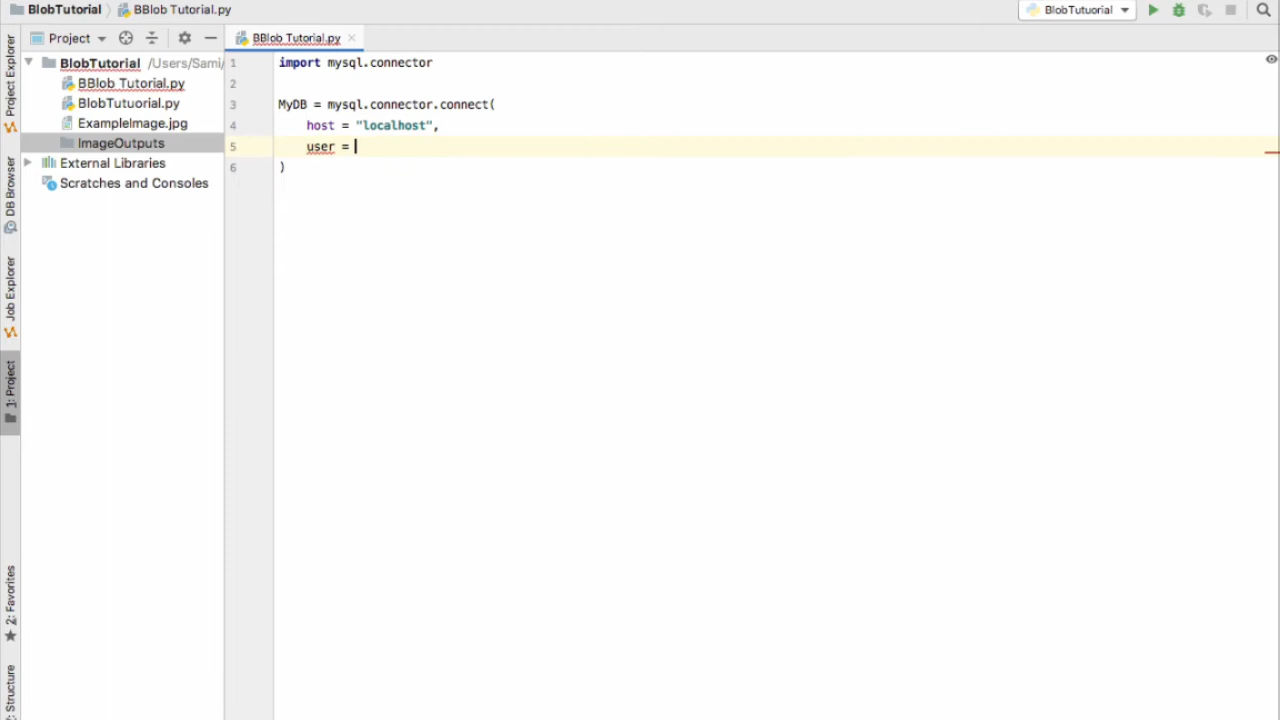 BlobTutorial BBlob Tutorial.py BlobTutuorial
Project BBlob Tutorial.py
BlobTutorial /Users/Sami/
BBlob Tutorial.py
BlobTutuorial.py
ExampleImage.jpg
ImageOutputs
External Libraries
Scratches and Consoles
1 import mysql.connector
2
3 MyDB = mysql.connector.connect(
4 host = "localhost",
5 user =
6 )
Project Explorer
DB Browser
Job Explorer
1: Project
2: Favorites
Structure